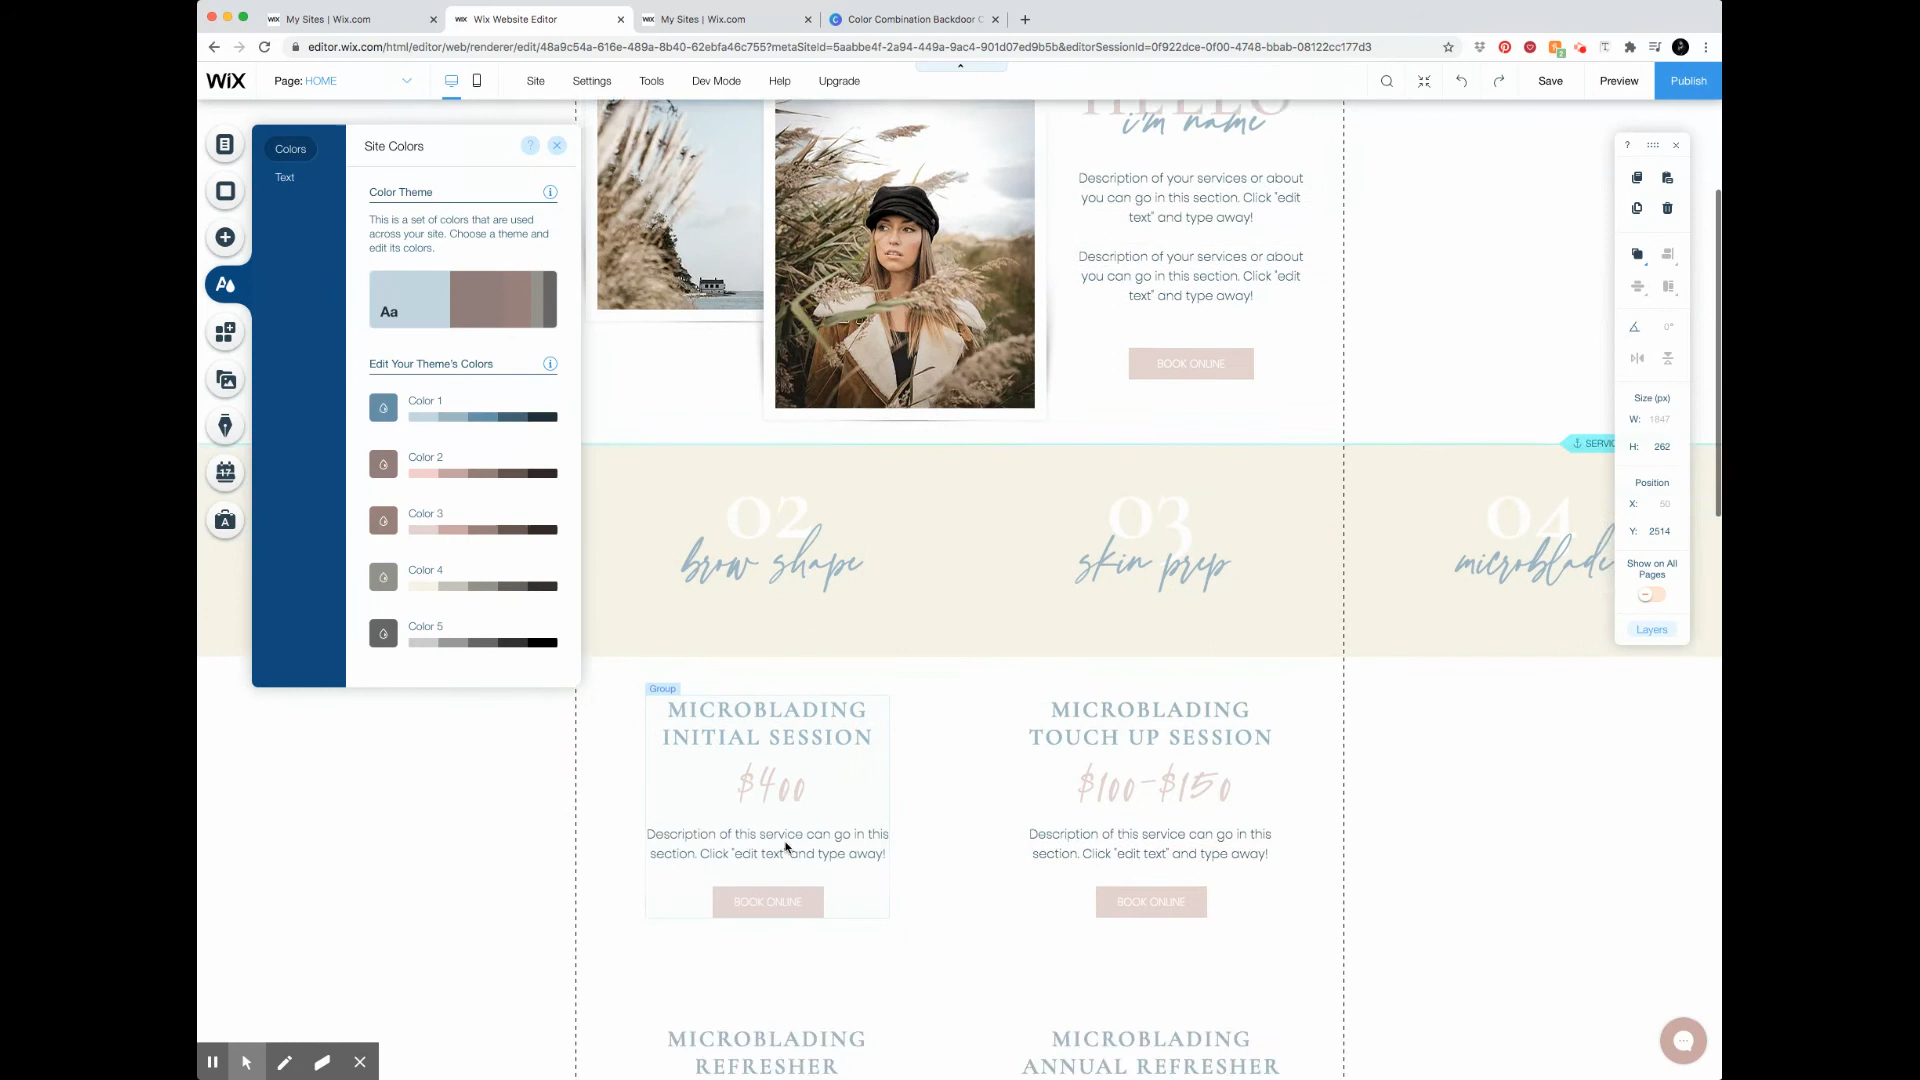 My Sites | Wix.com
Wix Website Editor
My Sites | Wix.com
Color Combination Backdoor C
editor.wix.com/html/editor/web/renderer/edit/48a9c54a-616e-489a-8b40-62ebfa46c755?metaSiteId=5aabbe4f-2a94-449a-9ac4-901d07ed9b5b&editorSessionId=0f922dce-0f00-4748-bbab-08122cc177d3
WiX
Page: HOME
Site
Settings
Tools
Dev Mode
Help
Upgrade
Save
Preview
Publish
Colors
Text
Site Colors
?
Color Theme
This is a set of colors that are used
across your site. Choose a theme and
edit its colors.
Aa
Edit Your Theme's Colors
Color 1
Color 2
Color 3
Color 4
Color 5
17
A
HELLO
i'm name
Description of your services or about
you can go in this section. Click "edit
text" and type away!
Description of your services or about
you can go in this section. Click "edit
text" and type away!
BOOK ONLINE
SERVIC
02
brow shape
03
skin prep
04
microblade
Group
MICROBLADING
INITIAL SESSION
$400
Description of this service can go in this
section. Click "edit text" and type away!
BOOK ONLINE
MICROBLADING
TOUCH UP SESSION
$100-$150
Description of this service can go in this
section. Click "edit text" and type away!
BOOK ONLINE
MICROBLADING
REFRESHER
MICROBLADING
ANNUAL REFRESHER
?
0°
Size (px)
W: 1847
H: 262
Position
X: 50
Y: 2514
Show on All
Pages
Layers